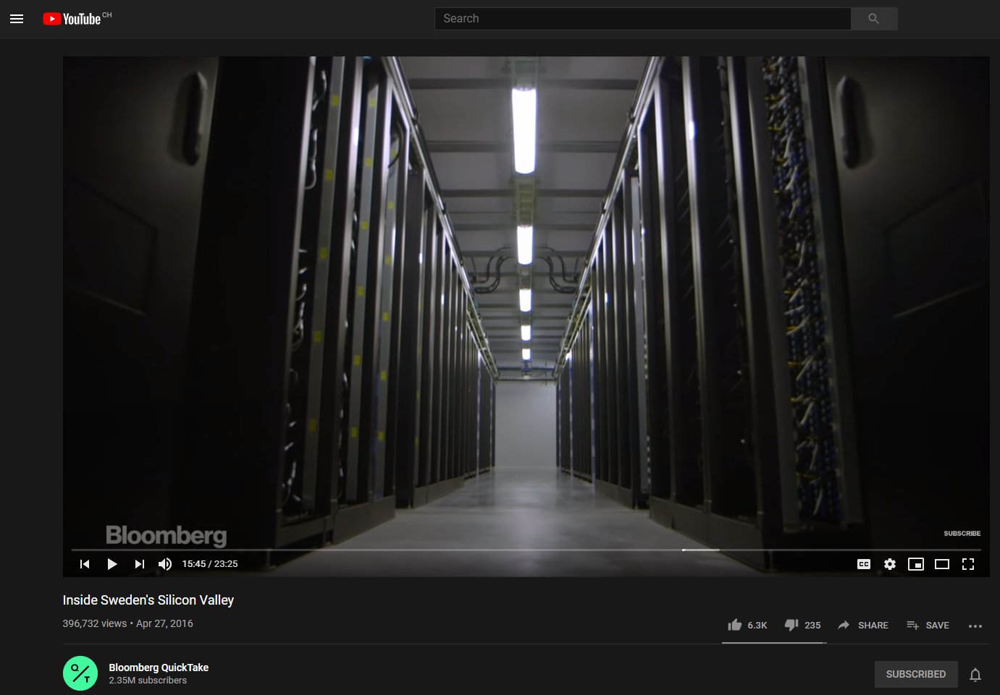 YouTube CH
Search
Bloomberg
SUBSCRIBE
15:45 / 23:25
CC
Inside Sweden's Silicon Valley
396,732 views • Apr 27, 2016
6.3K 235 SHARE SAVE
Q T
Bloomberg QuickTake
2.35M subscribers
SUBSCRIBED